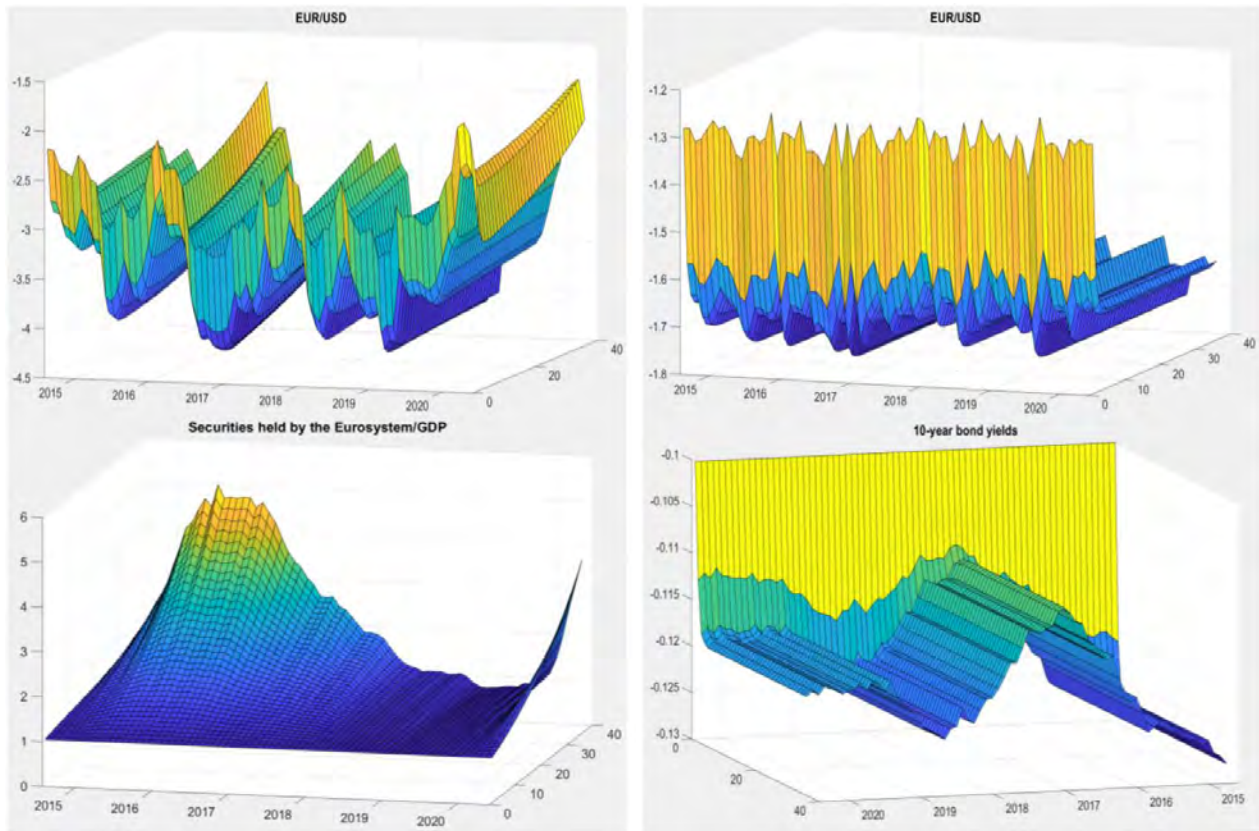 EUR/USD
-1.5
-2
-2.5
-3
-3.5
-4
-4.5
2015 2016 2017 2018 2019 2020
0 20 40
EUR/USD
-1.2
-1.3
-1.4
-1.5
-1.6
-1.7
-1.8
2015 2016 2017 2018 2019 2020
0 10 20 30 40
Securities held by the Eurosystem/GDP
6
5
4
3
2
1
0
2015 2016 2017 2018 2019 2020
0 10 20 30 40
10-year bond yields
-0.1
-0.105
-0.11
-0.115
-0.12
-0.125
-0.13
0 20 40
2020 2019 2018 2017 2016 2015